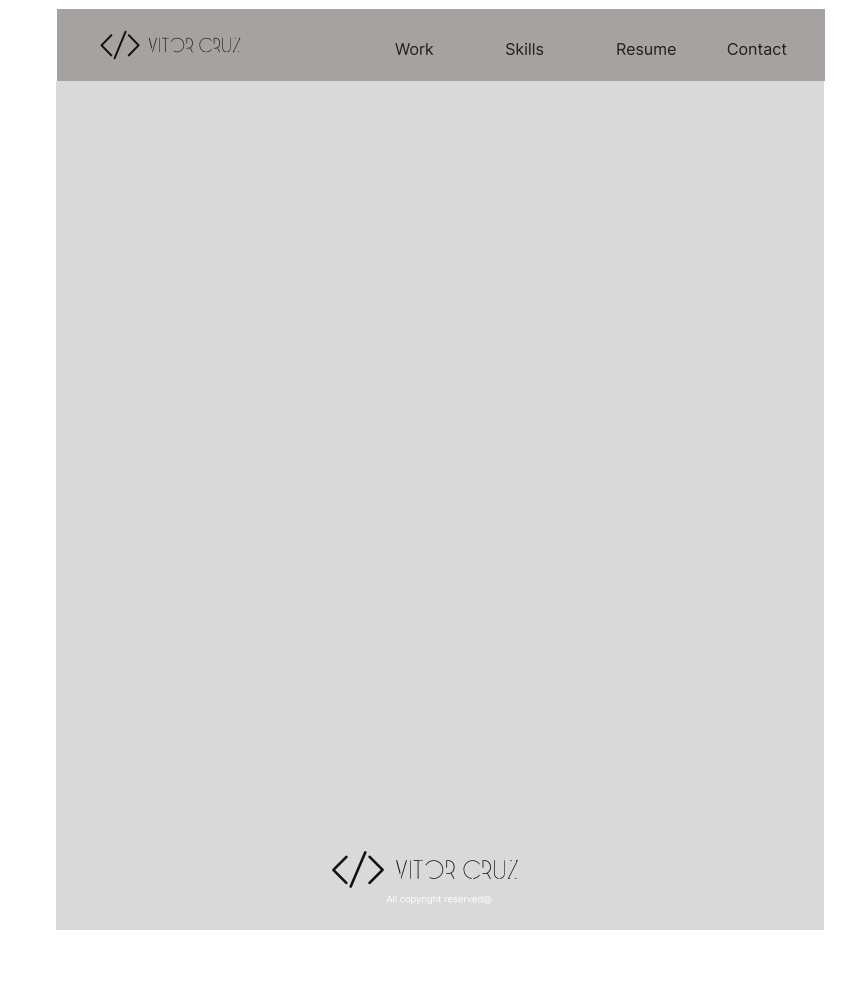 </> VITOR CRUZ
Work Skills Resume Contact
</> VITOR CRUZ
All copyright reserved@